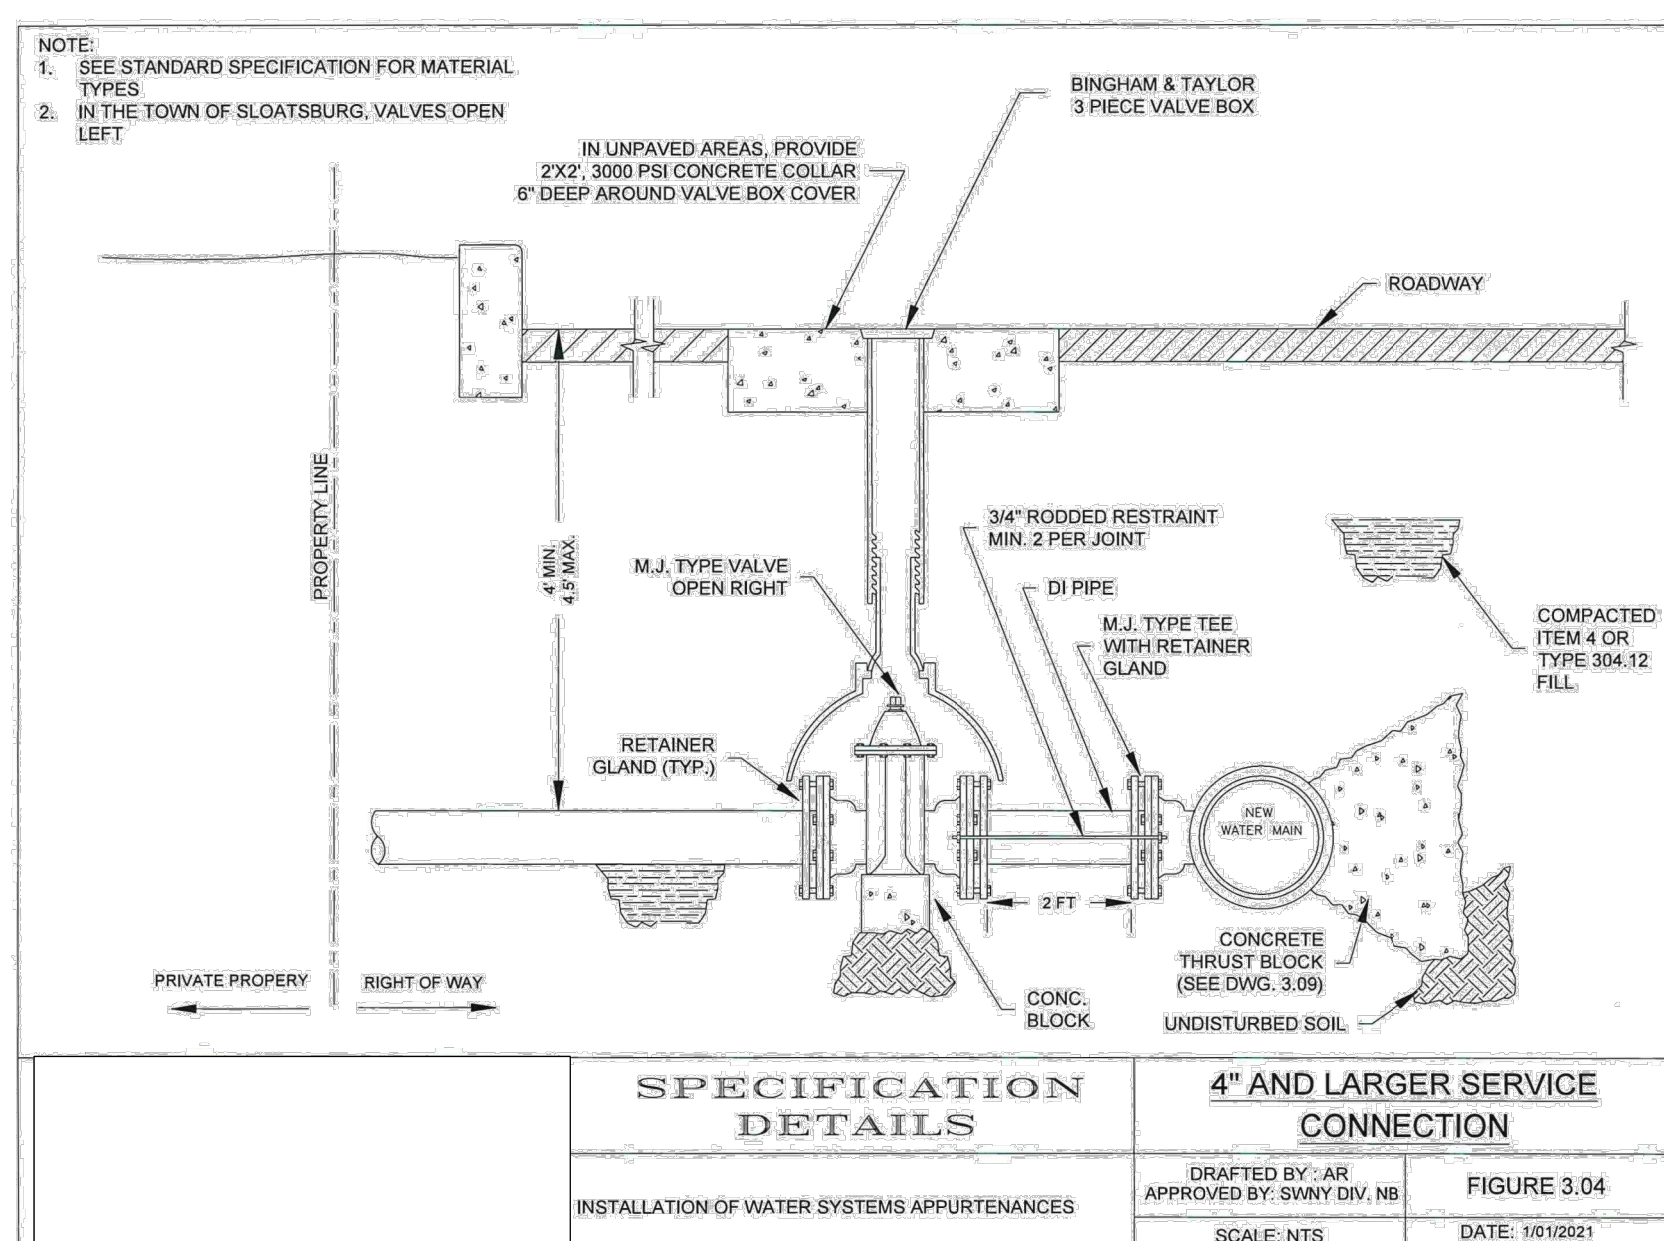 NOTE:
1. SEE STANDARD SPECIFICATION FOR MATERIAL
TYPES
2. IN THE TOWN OF SLOATSBURG, VALVES OPEN
LEFT
BINGHAM & TAYLOR
3 PIECE VALVE BOX
IN UNPAVED AREAS, PROVIDE
2'X2', 3000 PSI CONCRETE COLLAR
6" DEEP AROUND VALVE BOX COVER
ROADWAY
PROPERTY LINE
4' MIN.
4.5' MAX.
3/4" RODDED RESTRAINT
MIN. 2 PER JOINT
M.J. TYPE VALVE
OPEN RIGHT
DI PIPE
M.J. TYPE TEE
WITH RETAINER
GLAND
COMPACTED
ITEM 4 OR
TYPE 304.12
FILL
RETAINER
GLAND (TYP.)
NEW
WATER MAIN
2 FT
CONCRETE
THRUST BLOCK
(SEE DWG. 3.09)
PRIVATE PROPERY
RIGHT OF WAY
CONC.
BLOCK
UNDISTURBED SOIL
SPECIFICATION
DETAILS
4" AND LARGER SERVICE
CONNECTION
INSTALLATION OF WATER SYSTEMS APPURTENANCES
DRAFTED BY : AR
APPROVED BY: SWNY DIV. NB
FIGURE 3.04
SCALE: NTS
DATE: 1/01/2021